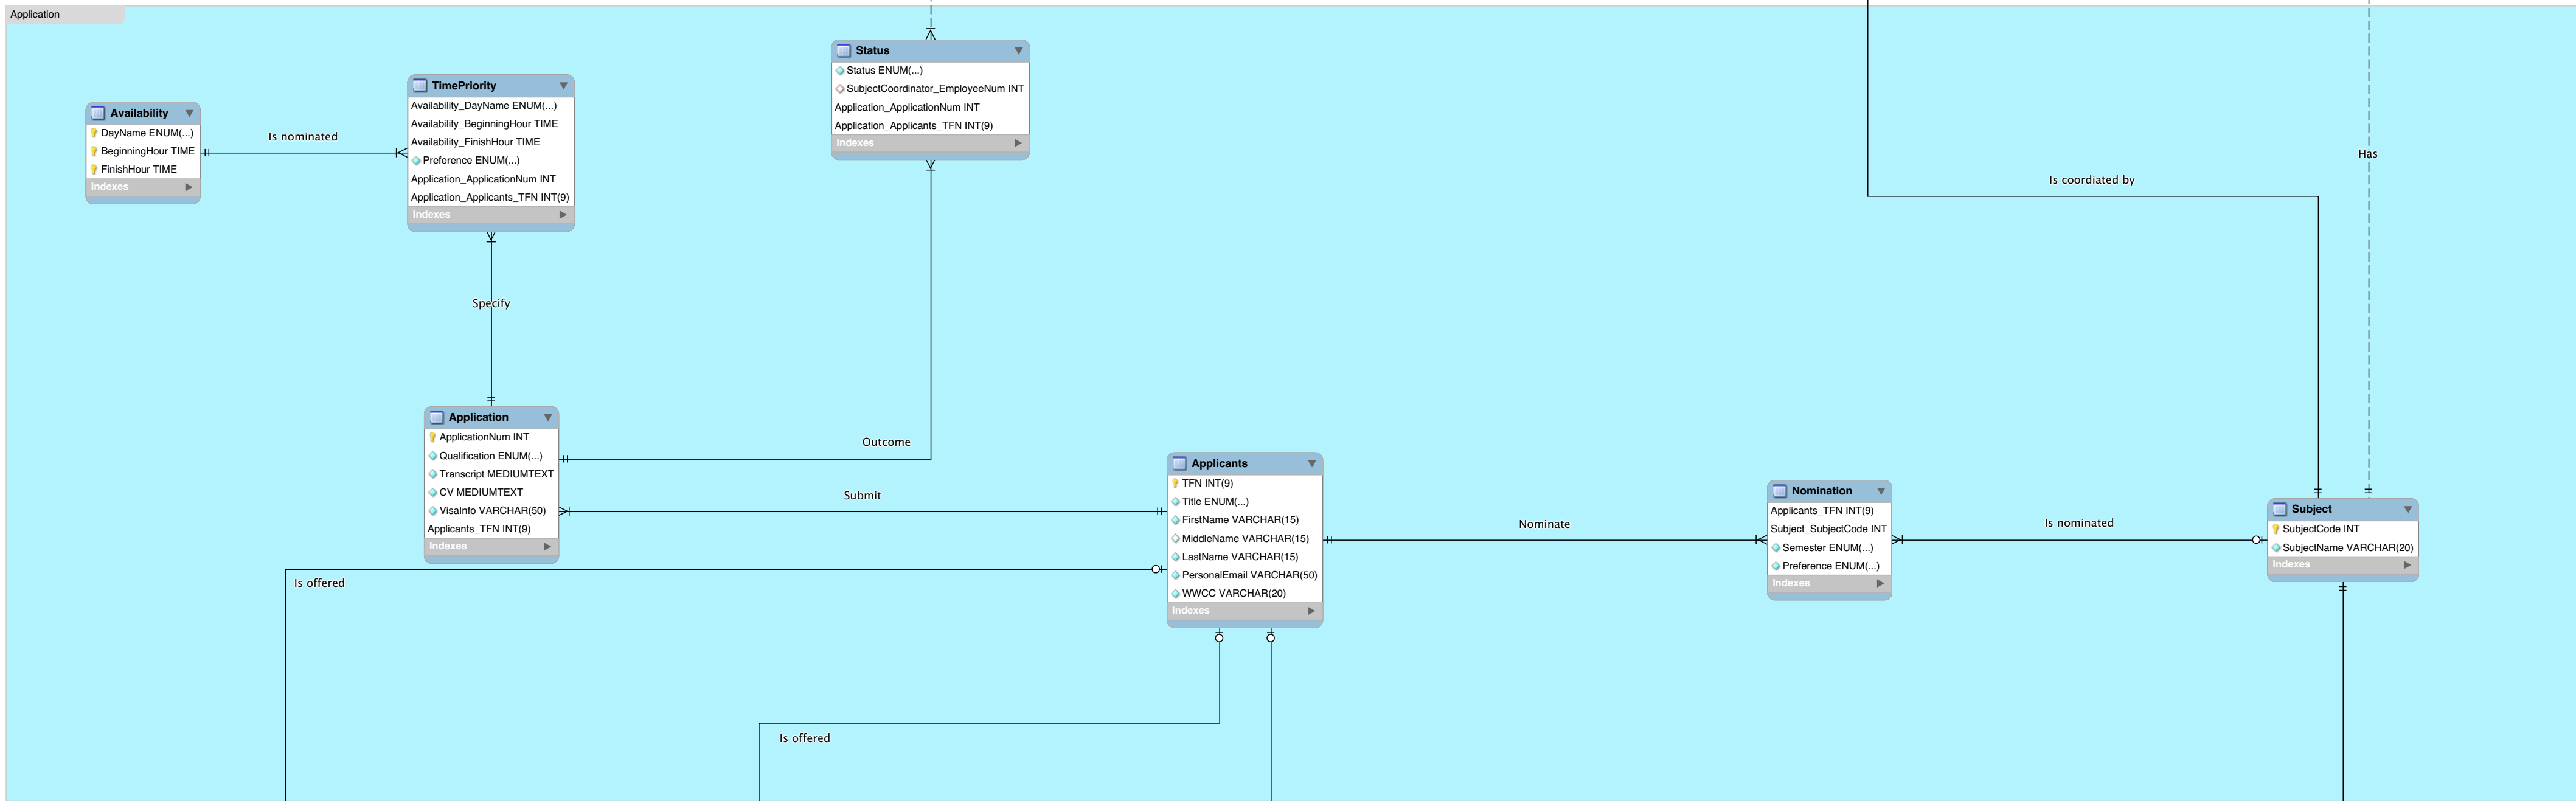 Application
Status
Status ENUM(...)
SubjectCoordinator_EmployeeNum INT
Application_ApplicationNum INT
Application_Applicants_TFN INT(9)
Indexes
TimePriority
Availability_DayName ENUM(...)
Availability_BeginningHour TIME
Availability_FinishHour TIME
Preference ENUM(...)
Application_ApplicationNum INT
Application_Applicants_TFN INT(9)
Indexes
Availability
DayName ENUM(...)
BeginningHour TIME
FinishHour TIME
Indexes
Is nominated
Has
Is coordiated by
Specify
Application
ApplicationNum INT
Qualification ENUM(...)
Transcript MEDIUMTEXT
CV MEDIUMTEXT
VisaInfo VARCHAR(50)
Applicants_TFN INT(9)
Indexes
Outcome
Submit
Applicants
TFN INT(9)
Title ENUM(...)
FirstName VARCHAR(15)
MiddleName VARCHAR(15)
LastName VARCHAR(15)
PersonalEmail VARCHAR(50)
WWCC VARCHAR(20)
Indexes
Nominate
Nomination
Applicants_TFN INT(9)
Subject_SubjectCode INT
Semester ENUM(...)
Preference ENUM(...)
Indexes
Is nominated
Subject
SubjectCode INT
SubjectName VARCHAR(20)
Indexes
Is offered
Is offered